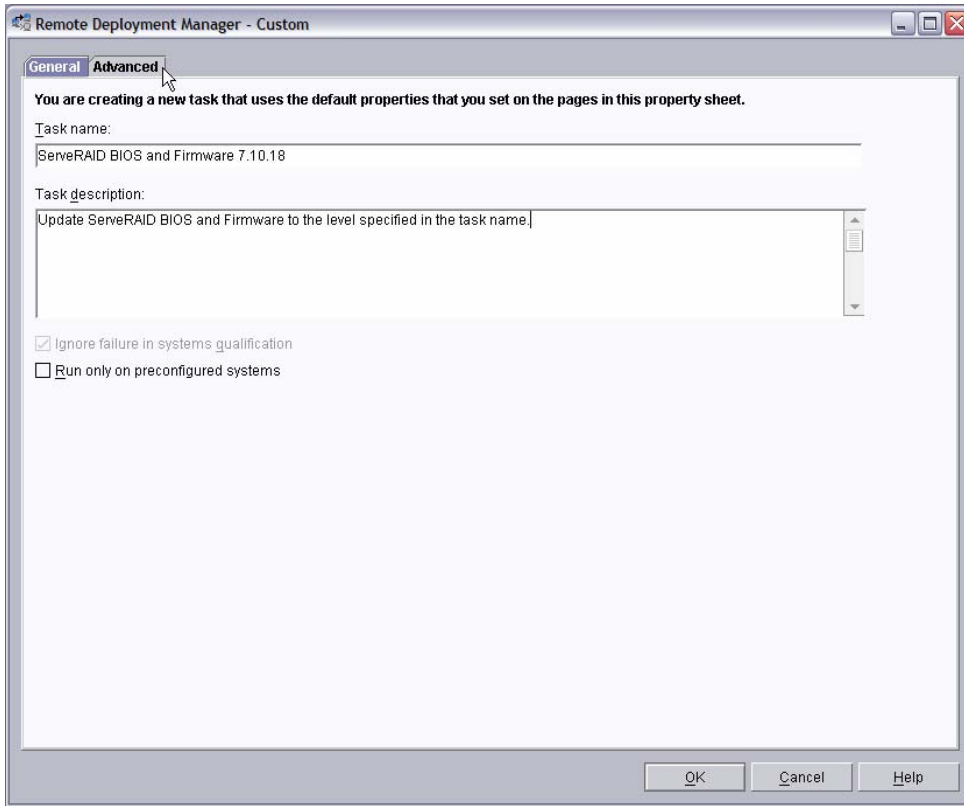 Remote Deployment Manager - Custom
General Advanced
You are creating a new task that uses the default properties that you set on the pages in this property sheet.
Task name:
ServeRAID BIOS and Firmware 7.10.18
Task description:
Update ServeRAID BIOS and Firmware to the level specified in the task name.
Ignore failure in systems qualification
Run only on preconfigured systems
OK Cancel Help